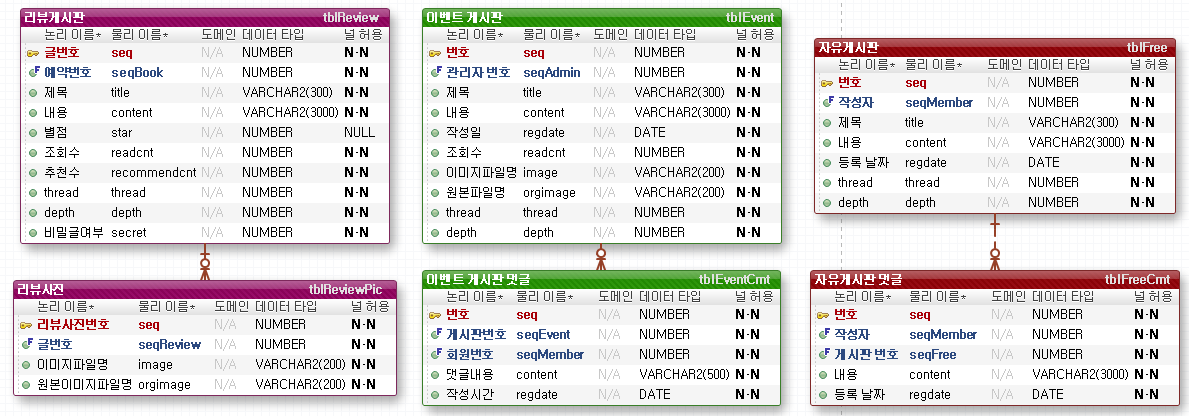 리뷰게시판 tblReview
논리 이름* 물리 이름* 도메인 데이터 타입 널 허용
글번호 seq N/A NUMBER N-N
예약번호 seqBook N/A NUMBER N-N
제목 title N/A VARCHAR2(300) N-N
내용 content N/A VARCHAR2(3000) N-N
별점 star N/A NUMBER NULL
조회수 readcnt N/A NUMBER N-N
추천수 recommendcnt N/A NUMBER N-N
thread thread N/A NUMBER N-N
depth depth N/A NUMBER N-N
비밀글여부 secret N/A NUMBER N-N
이벤트 게시판 tblEvent
논리 이름* 물리 이름* 도메인 데이터 타입 널 허용
번호 seq N/A NUMBER N-N
관리자 번호 seqAdmin N/A NUMBER N-N
제목 title N/A VARCHAR2(300) N-N
내용 content N/A VARCHAR2(3000) N-N
작성일 regdate N/A DATE N-N
조회수 readcnt N/A NUMBER N-N
이미지파일명 image N/A VARCHAR2(200) N-N
원본파일명 orgimage N/A VARCHAR2(200) N-N
thread thread N/A NUMBER N-N
depth depth N/A NUMBER N-N
자유게시판 tblFree
논리 이름* 물리 이름* 도메인 데이터 타입 널 허용
번호 seq N/A NUMBER N-N
작성자 seqMember N/A NUMBER N-N
제목 title N/A VARCHAR2(300) N-N
내용 content N/A VARCHAR2(3000) N-N
등록 날짜 regdate N/A DATE N-N
thread thread N/A NUMBER N-N
depth depth N/A NUMBER N-N
리뷰사진 tblReviewPic
논리 이름* 물리 이름* 도메인 데이터 타입 널 허용
리뷰사진번호 seq N/A NUMBER N-N
글번호 seqReview N/A NUMBER N-N
이미지파일명 image N/A VARCHAR2(200) N-N
원본이미지파일명 orgimage N/A VARCHAR2(200) N-N
이벤트 게시판 댓글 tblEventCmt
논리 이름* 물리 이름* 도메인 데이터 타입 널 허용
번호 seq N/A NUMBER N-N
게시판번호 seqEvent N/A NUMBER N-N
회원번호 seqMember N/A NUMBER N-N
댓글내용 content N/A VARCHAR2(500) N-N
작성시간 regdate N/A DATE N-N
자유게시판 댓글 tblFreeCmt
논리 이름* 물리 이름* 도메인 데이터 타입 널 허용
번호 seq N/A NUMBER N-N
작성자 seqMember N/A NUMBER N-N
게시판 번호 seqFree N/A NUMBER N-N
내용 content N/A VARCHAR2(3000) N-N
등록 날짜 regdate N/A DATE N-N